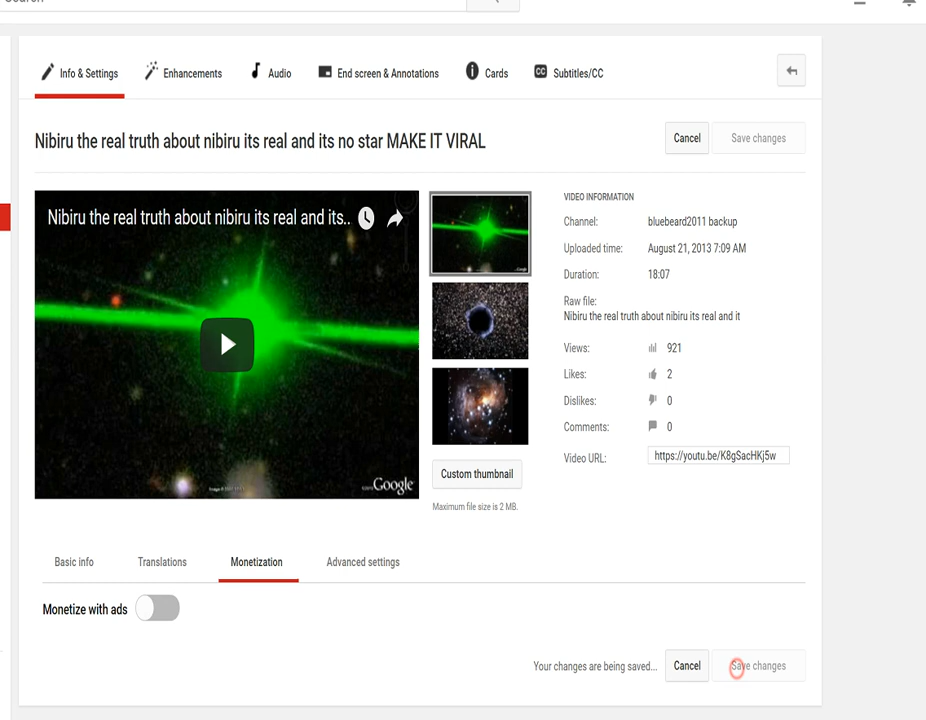 Search
Info & Settings
Enhancements
Audio
End screen & Annotations
Cards
CC
Subtitles/CC
Nibiru the real truth about nibiru its real and its no star MAKE IT VIRAL
Cancel
Save changes
Nibiru the real truth about nibiru its real and its..
Google
Custom thumbnail
Maximum file size is 2 MB.
VIDEO INFORMATION
Channel: bluebeard2011 backup
Uploaded time: August 21, 2013 7:09 AM
Duration: 18:07
Raw file:
Nibiru the real truth about nibiru its real and it
Views: 921
Likes: 2
Dislikes: 0
Comments: 0
Video URL: https://youtu.be/K8gSacHKj5w
Basic info
Translations
Monetization
Advanced settings
Monetize with ads
Your changes are being saved...
Cancel
Save changes